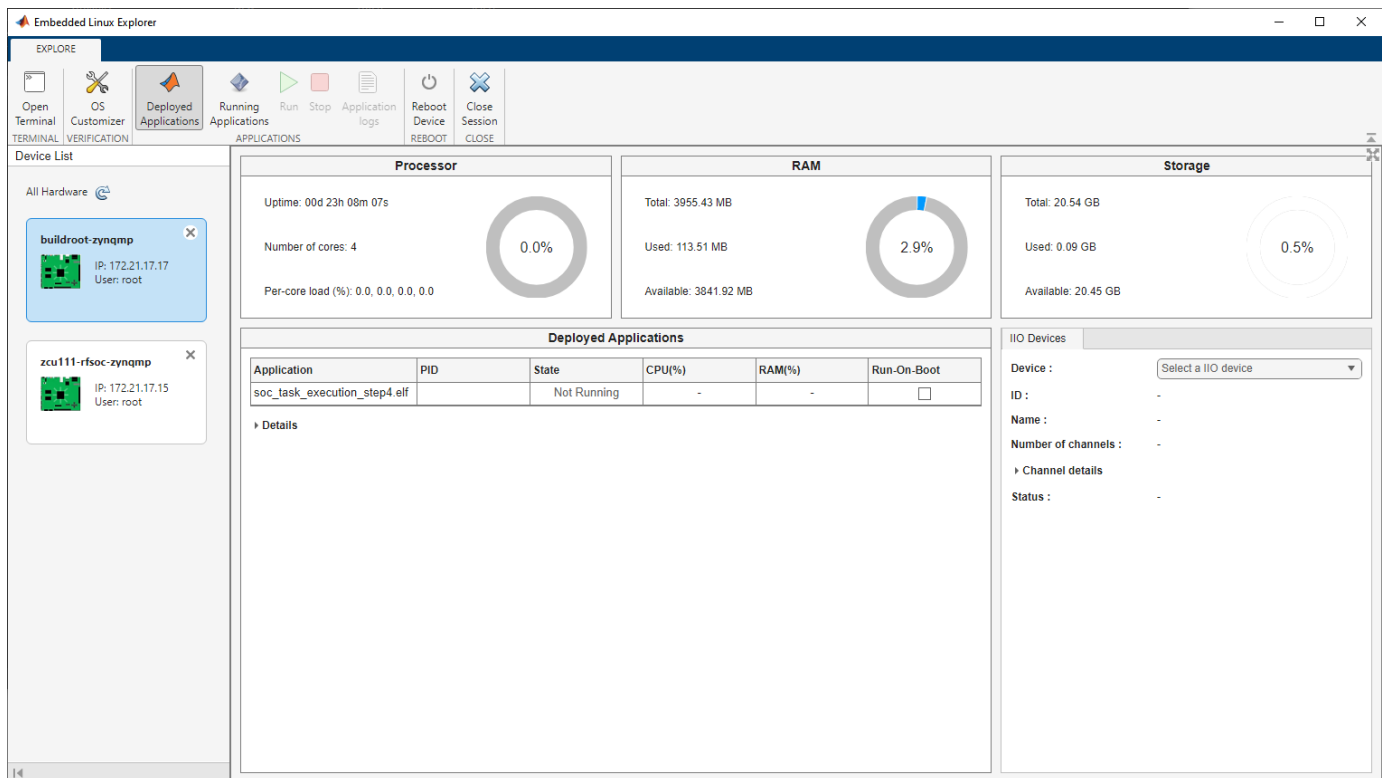 Embedded Linux Explorer
EXPLORE
Open Terminal
OS Customizer
Deployed Applications
Running Applications
Run
Stop
Application logs
Reboot Device
Close Session
TERMINAL
VERIFICATION
APPLICATIONS
REBOOT
CLOSE
Device List
All Hardware
buildroot-zynqmp
IP: 172.21.17.17
User: root
zcu111-rfsoc-zynqmp
IP: 172.21.17.15
User: root
Processor
Uptime: 00d 23h 08m 07s
Number of cores: 4
Per-core load (%): 0.0, 0.0, 0.0, 0.0
0.0%
RAM
Total: 3955.43 MB
Used: 113.51 MB
Available: 3841.92 MB
2.9%
Storage
Total: 20.54 GB
Used: 0.09 GB
Available: 20.45 GB
0.5%
Deployed Applications
Application PID State CPU(%) RAM(%) Run-On-Boot
soc_task_execution_step4.elf Not Running - -
Details
IIO Devices
Device : Select a IIO device
ID : -
Name : -
Number of channels : -
Channel details
Status : -